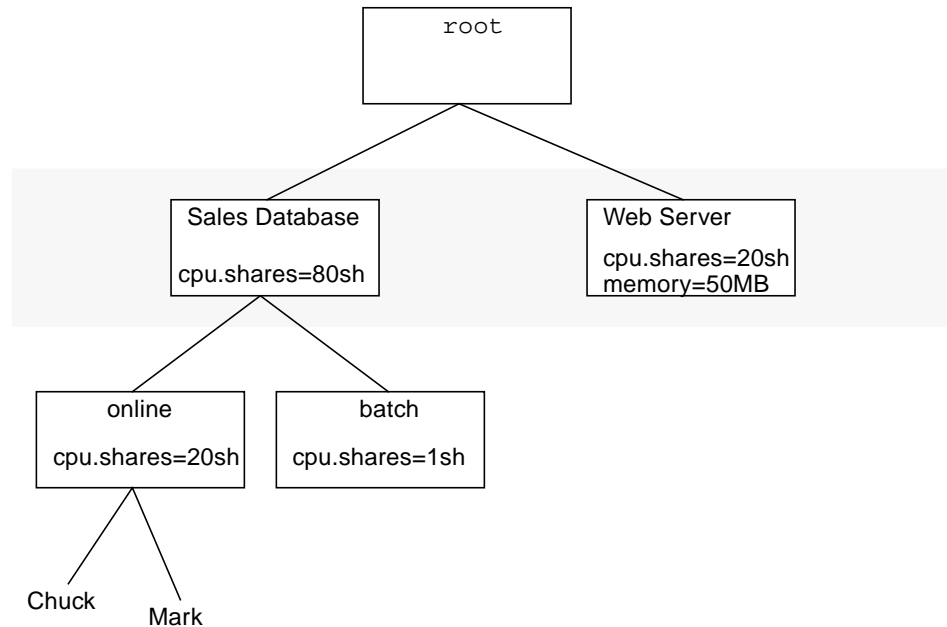 root
Sales Database
cpu.shares=80sh
Web Server
cpu.shares=20sh
memory=50MB
online
cpu.shares=20sh
batch
cpu.shares=1sh
Chuck
Mark